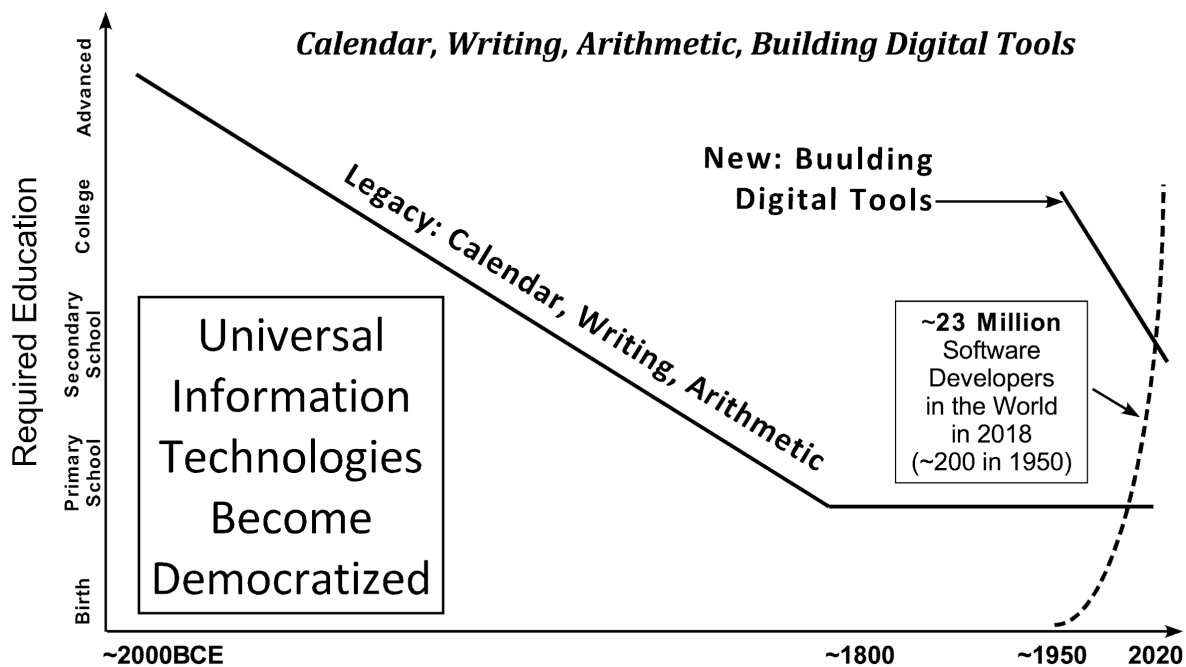 Calendar, Writing, Arithmetic, Building Digital Tools
Required Education
Advanced
College
Secondary
School
Primary
School
Birth
Legacy: Calendar, Writing, Arithmetic
New: Buulding
Digital Tools
Universal
Information
Technologies
Become
Democratized
~23 Million
Software
Developers
in the World
in 2018
(~200 in 1950)
~2000BCE
~1800
~1950
2020